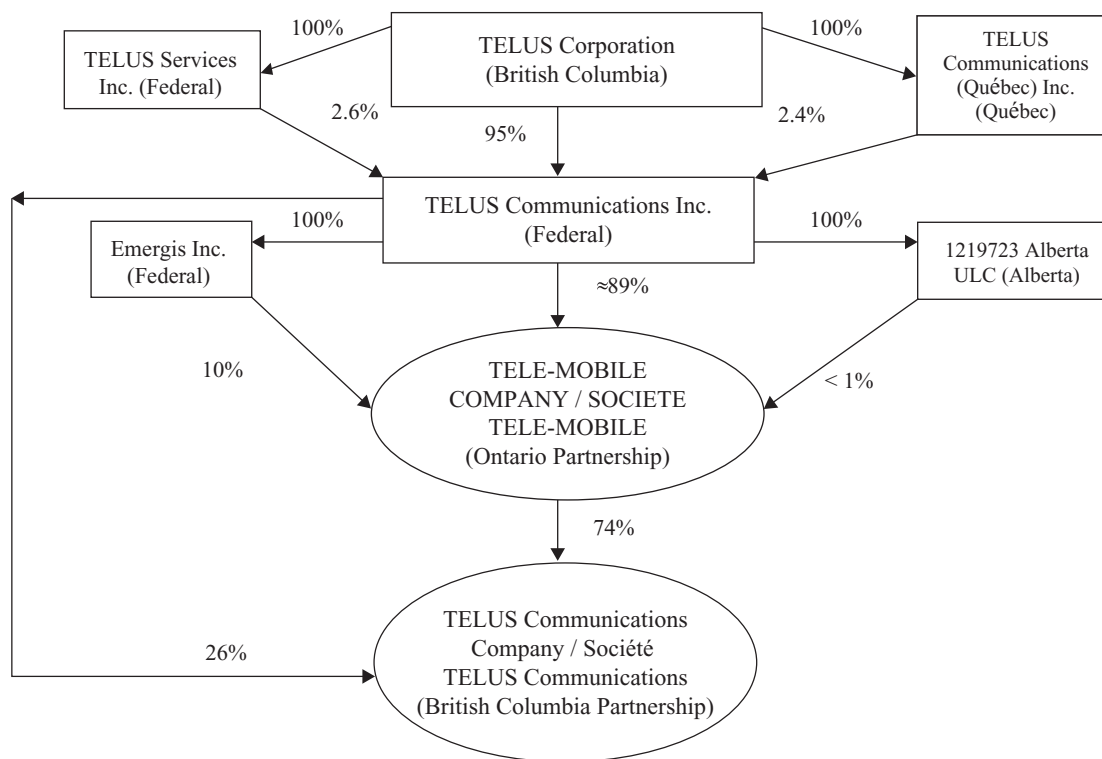 100%
TELUS Corporation
(British Columbia)
100%
TELUS Services
Inc. (Federal)
TELUS
Communications
(Québec) Inc.
(Québec)
2.6%
95%
2.4%
TELUS Communications Inc.
(Federal)
100%
100%
Emergis Inc.
(Federal)
1219723 Alberta
ULC (Alberta)
≈89%
10%
< 1%
TELE-MOBILE
COMPANY / SOCIETE
TELE-MOBILE
(Ontario Partnership)
74%
TELUS Communications
Company / Société
TELUS Communications
(British Columbia Partnership)
26%